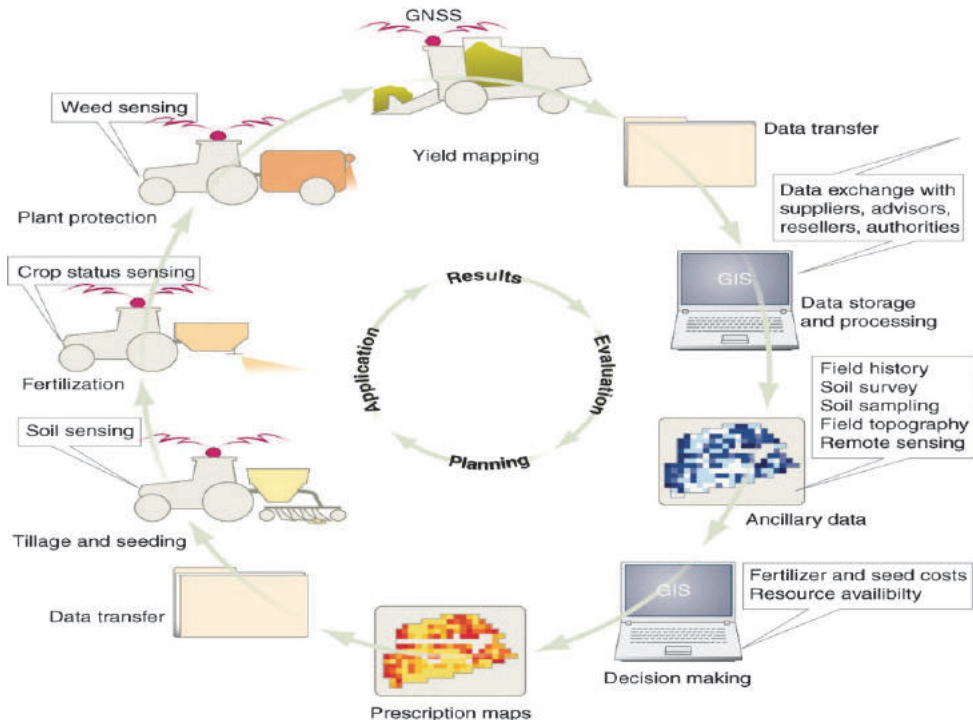 GNSS
Weed sensing
Yield mapping
Data transfer
Plant protection
Data exchange with
suppliers, advisors,
resellers, authorities
GIS
Data storage
and processing
Crop status sensing
Fertilization
Results
Evaluation
Planning
Application
Field history
Soil survey
Soil sampling
Field topography
Remote sensing
Ancillary data
Soil sensing
Tillage and seeding
Fertilizer and seed costs
Resource availibilty
GIS
Decision making
Data transfer
Prescription maps